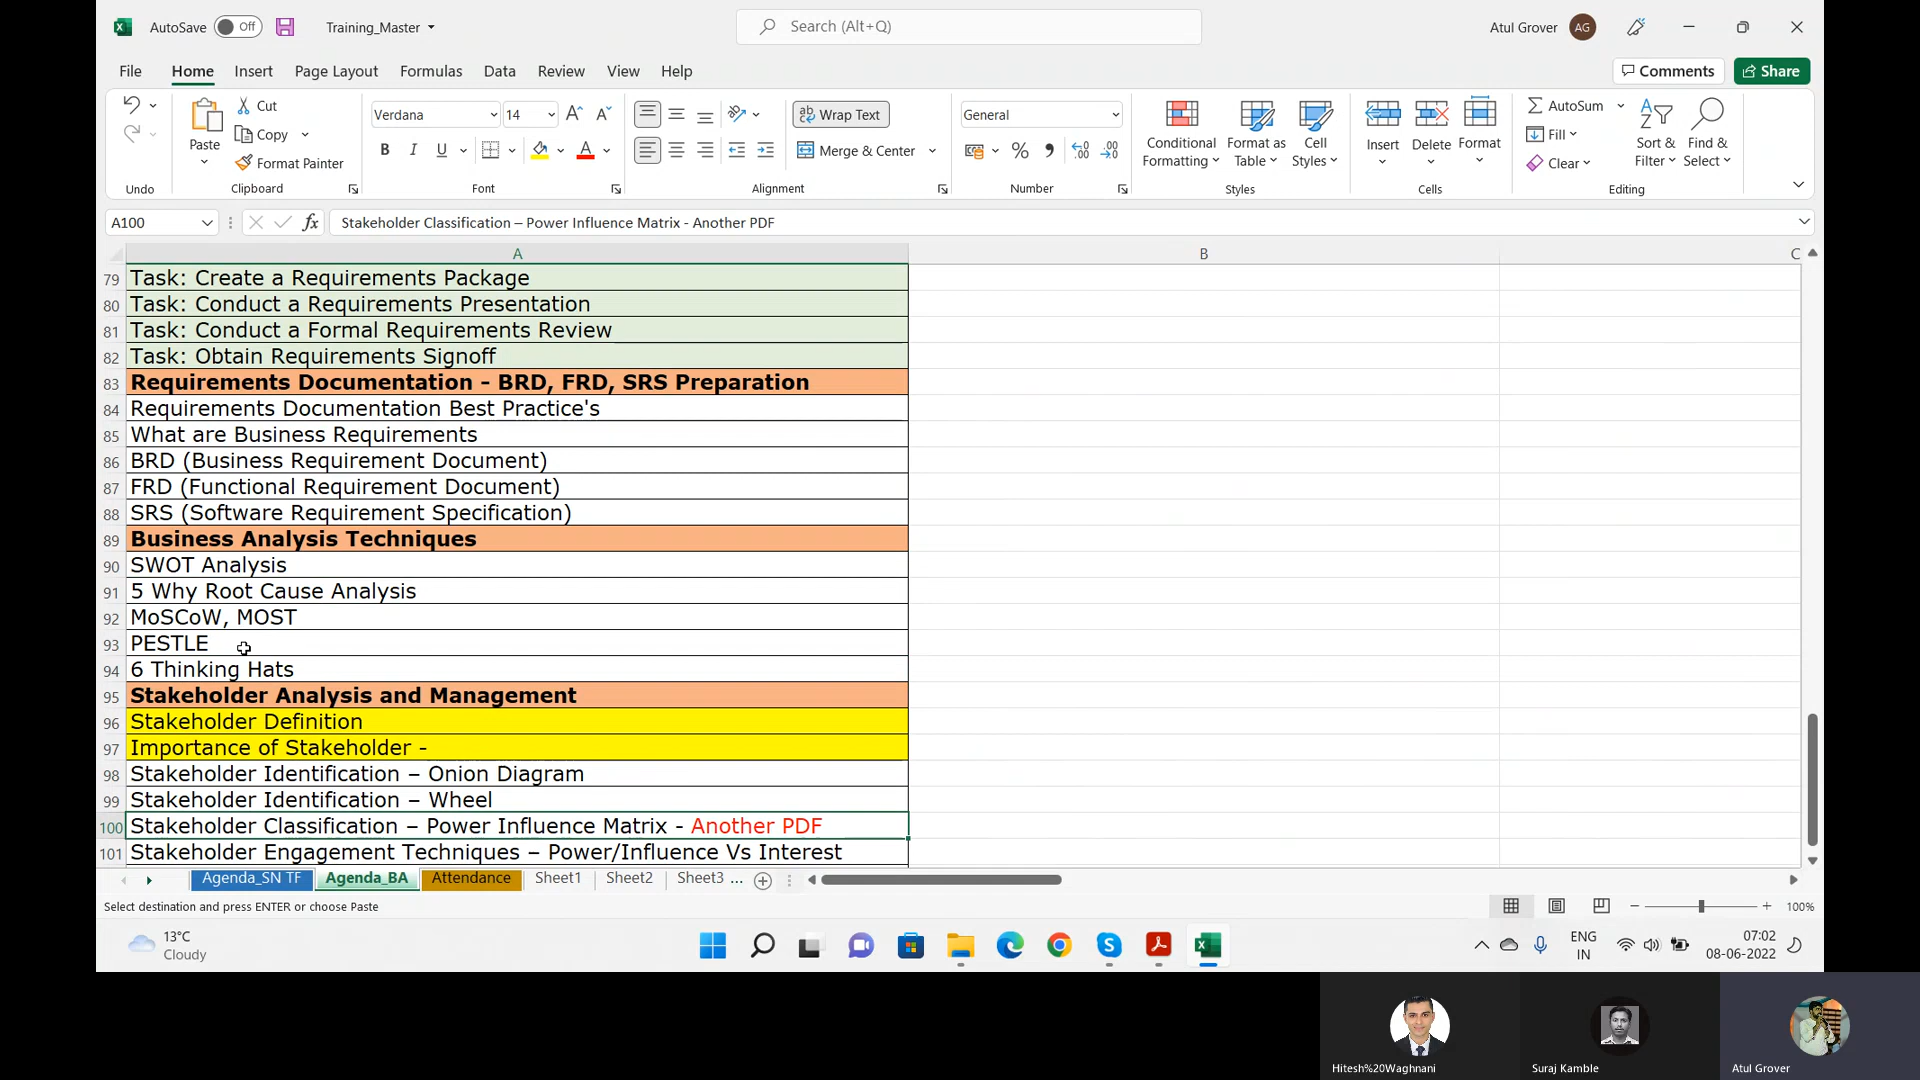 AutoSave Off Training_Master Search (Alt+Q) Atul Grover AG
File Home Insert Page Layout Formulas Data Review View Help Comments Share
Cut
Copy
Format Painter
Paste
Verdana 14
B I U A
ab Wrap Text
Merge & Center
General
%
Conditional Formatting
Format as Table
Cell Styles
Insert Delete Format
AutoSum
Fill
Clear
Sort & Filter
Find & Select
Undo Clipboard Font Alignment Number Styles Cells Editing
A100 fx Stakeholder Classification – Power Influence Matrix - Another PDF
A B C
79 Task: Create a Requirements Package
80 Task: Conduct a Requirements Presentation
81 Task: Conduct a Formal Requirements Review
82 Task: Obtain Requirements Signoff
83 Requirements Documentation - BRD, FRD, SRS Preparation
84 Requirements Documentation Best Practice's
85 What are Business Requirements
86 BRD (Business Requirement Document)
87 FRD (Functional Requirement Document)
88 SRS (Software Requirement Specification)
89 Business Analysis Techniques
90 SWOT Analysis
91 5 Why Root Cause Analysis
92 MoSCoW, MOST
93 PESTLE
94 6 Thinking Hats
95 Stakeholder Analysis and Management
96 Stakeholder Definition
97 Importance of Stakeholder -
98 Stakeholder Identification – Onion Diagram
99 Stakeholder Identification – Wheel
100 Stakeholder Classification – Power Influence Matrix - Another PDF
101 Stakeholder Engagement Techniques – Power/Influence Vs Interest
Agenda_SN TF Agenda_BA Attendance Sheet1 Sheet2 Sheet3 ...
Select destination and press ENTER or choose Paste 100%
13°C
Cloudy
ENG
IN
07:02
08-06-2022
Hitesh%20Waghnani Suraj Kamble Atul Grover